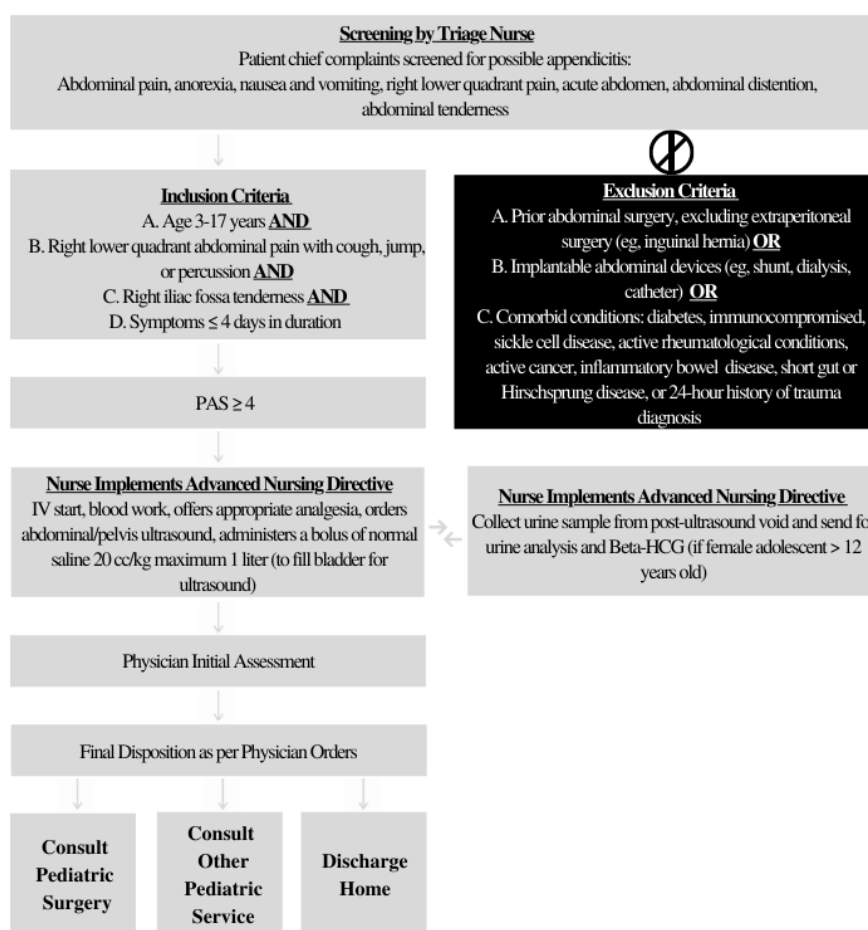 Screening by Triage Nurse
Patient chief complaints screened for possible appendicitis:
Abdominal pain, anorexia, nausea and vomiting, right lower quadrant pain, acute abdomen, abdominal distention,
abdominal tenderness
Inclusion Criteria
A. Age 3-17 years AND
B. Right lower quadrant abdominal pain with cough, jump,
or percussion AND
C. Right iliac fossa tenderness AND
D. Symptoms ≤ 4 days in duration
Exclusion Criteria
A. Prior abdominal surgery, excluding extraperitoneal
surgery (eg, inguinal hernia) OR
B. Implantable abdominal devices (eg, shunt, dialysis,
catheter) OR
C. Comorbid conditions: diabetes, immunocompromised,
sickle cell disease, active rheumatological conditions,
active cancer, inflammatory bowel disease, short gut or
Hirschsprung disease, or 24-hour history of trauma
diagnosis
PAS ≥ 4
Nurse Implements Advanced Nursing Directive
IV start, blood work, offers appropriate analgesia, orders
abdominal/pelvis ultrasound, administers a bolus of normal
saline 20 cc/kg maximum 1 liter (to fill bladder for
ultrasound)
Nurse Implements Advanced Nursing Directive
Collect urine sample from post-ultrasound void and send fo
urine analysis and Beta-HCG (if female adolescent > 12
years old)
Physician Initial Assessment
Final Disposition as per Physician Orders
Consult
Pediatric
Surgery
Consult
Other
Pediatric
Service
Discharge
Home